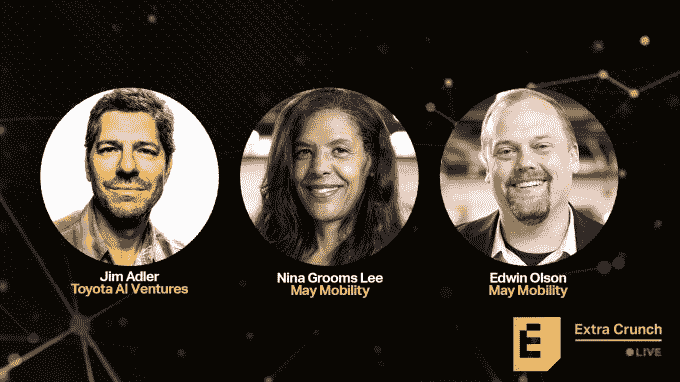 Jim Adler
Toyota AI Ventures
Nina Grooms Lee
May Mobility
Edwin Olson
May Mobility
E
Extra Crunch
LIVE